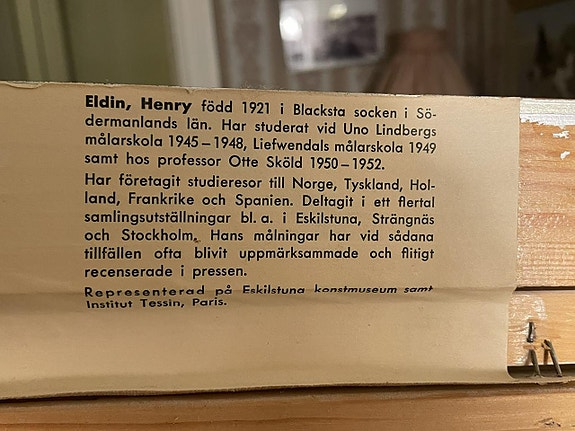 Eldin, Henry född 1921 i Blacksta socken i Sö-
dermanlands län. Har studerat vid Uno Lindbergs
målarskola 1945–1948, Liefwendals målarskola 1949
samt hos professor Otte Sköld 1950–1952.
Har företagit studieresor till Norge, Tyskland, Hol-
land, Frankrike och Spanien. Deltagit i ett flertal
samlingsutställningar bl. a. i Eskilstuna, Strängnäs
och Stockholm. Hans målningar har vid sådana
tillfällen ofta blivit uppmärksammade och flitigt
recenserade i pressen.
Representerad på Eskilstuna konstmuseum samt
Institut Tessin, Paris.